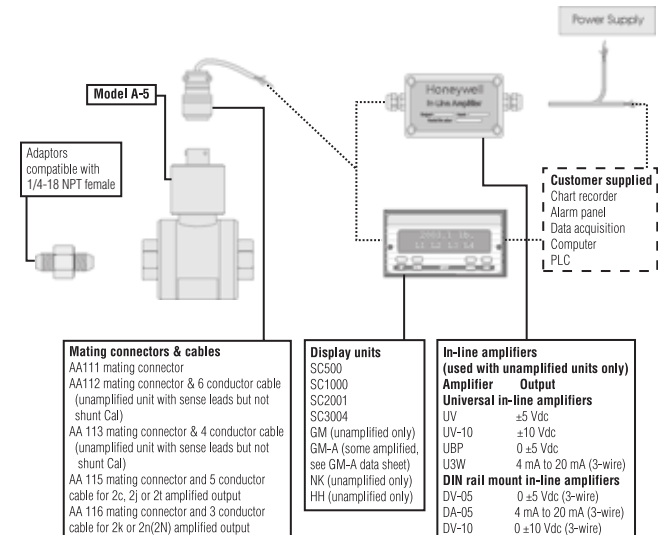 Power Supply
Model A-5
Honeywell
In-Line Amplifier
Adaptors
compatible with
1/4-18 NPT female
Customer supplied
Chart recorder
Alarm panel
Data acquisition
Computer
PLC
Mating connectors & cables
AA111 mating connector
AA112 mating connector & 6 conductor cable
(unamplified unit with sense leads but not
shunt Cal)
AA 113 mating connector & 4 conductor cable
(unamplified unit with sense leads but not
shunt Cal)
AA 115 mating connector and 5 conductor
cable for 2c, 2j or 2t amplified output
AA 116 mating connector and 3 conductor
cable for 2k or 2n(2N) amplified output
Display units
SC500
SC1000
SC2001
SC3004
GM (unamplified only)
GM-A (some amplified,
see GM-A data sheet)
NK (unamplified only)
HH (unamplified only)
In-line amplifiers
(used with unamplified units only)
Amplifier Output
Universal in-line amplifiers
UV ±5 Vdc
UV-10 ±10 Vdc
UBP 0 ±5 Vdc
U3W 4 mA to 20 mA (3-wire)
DIN rail mount in-line amplifiers
DV-05 0 ±5 Vdc (3-wire)
DA-05 4 mA to 20 mA (3-wire)
DV-10 0 ±10 Vdc (3-wire)